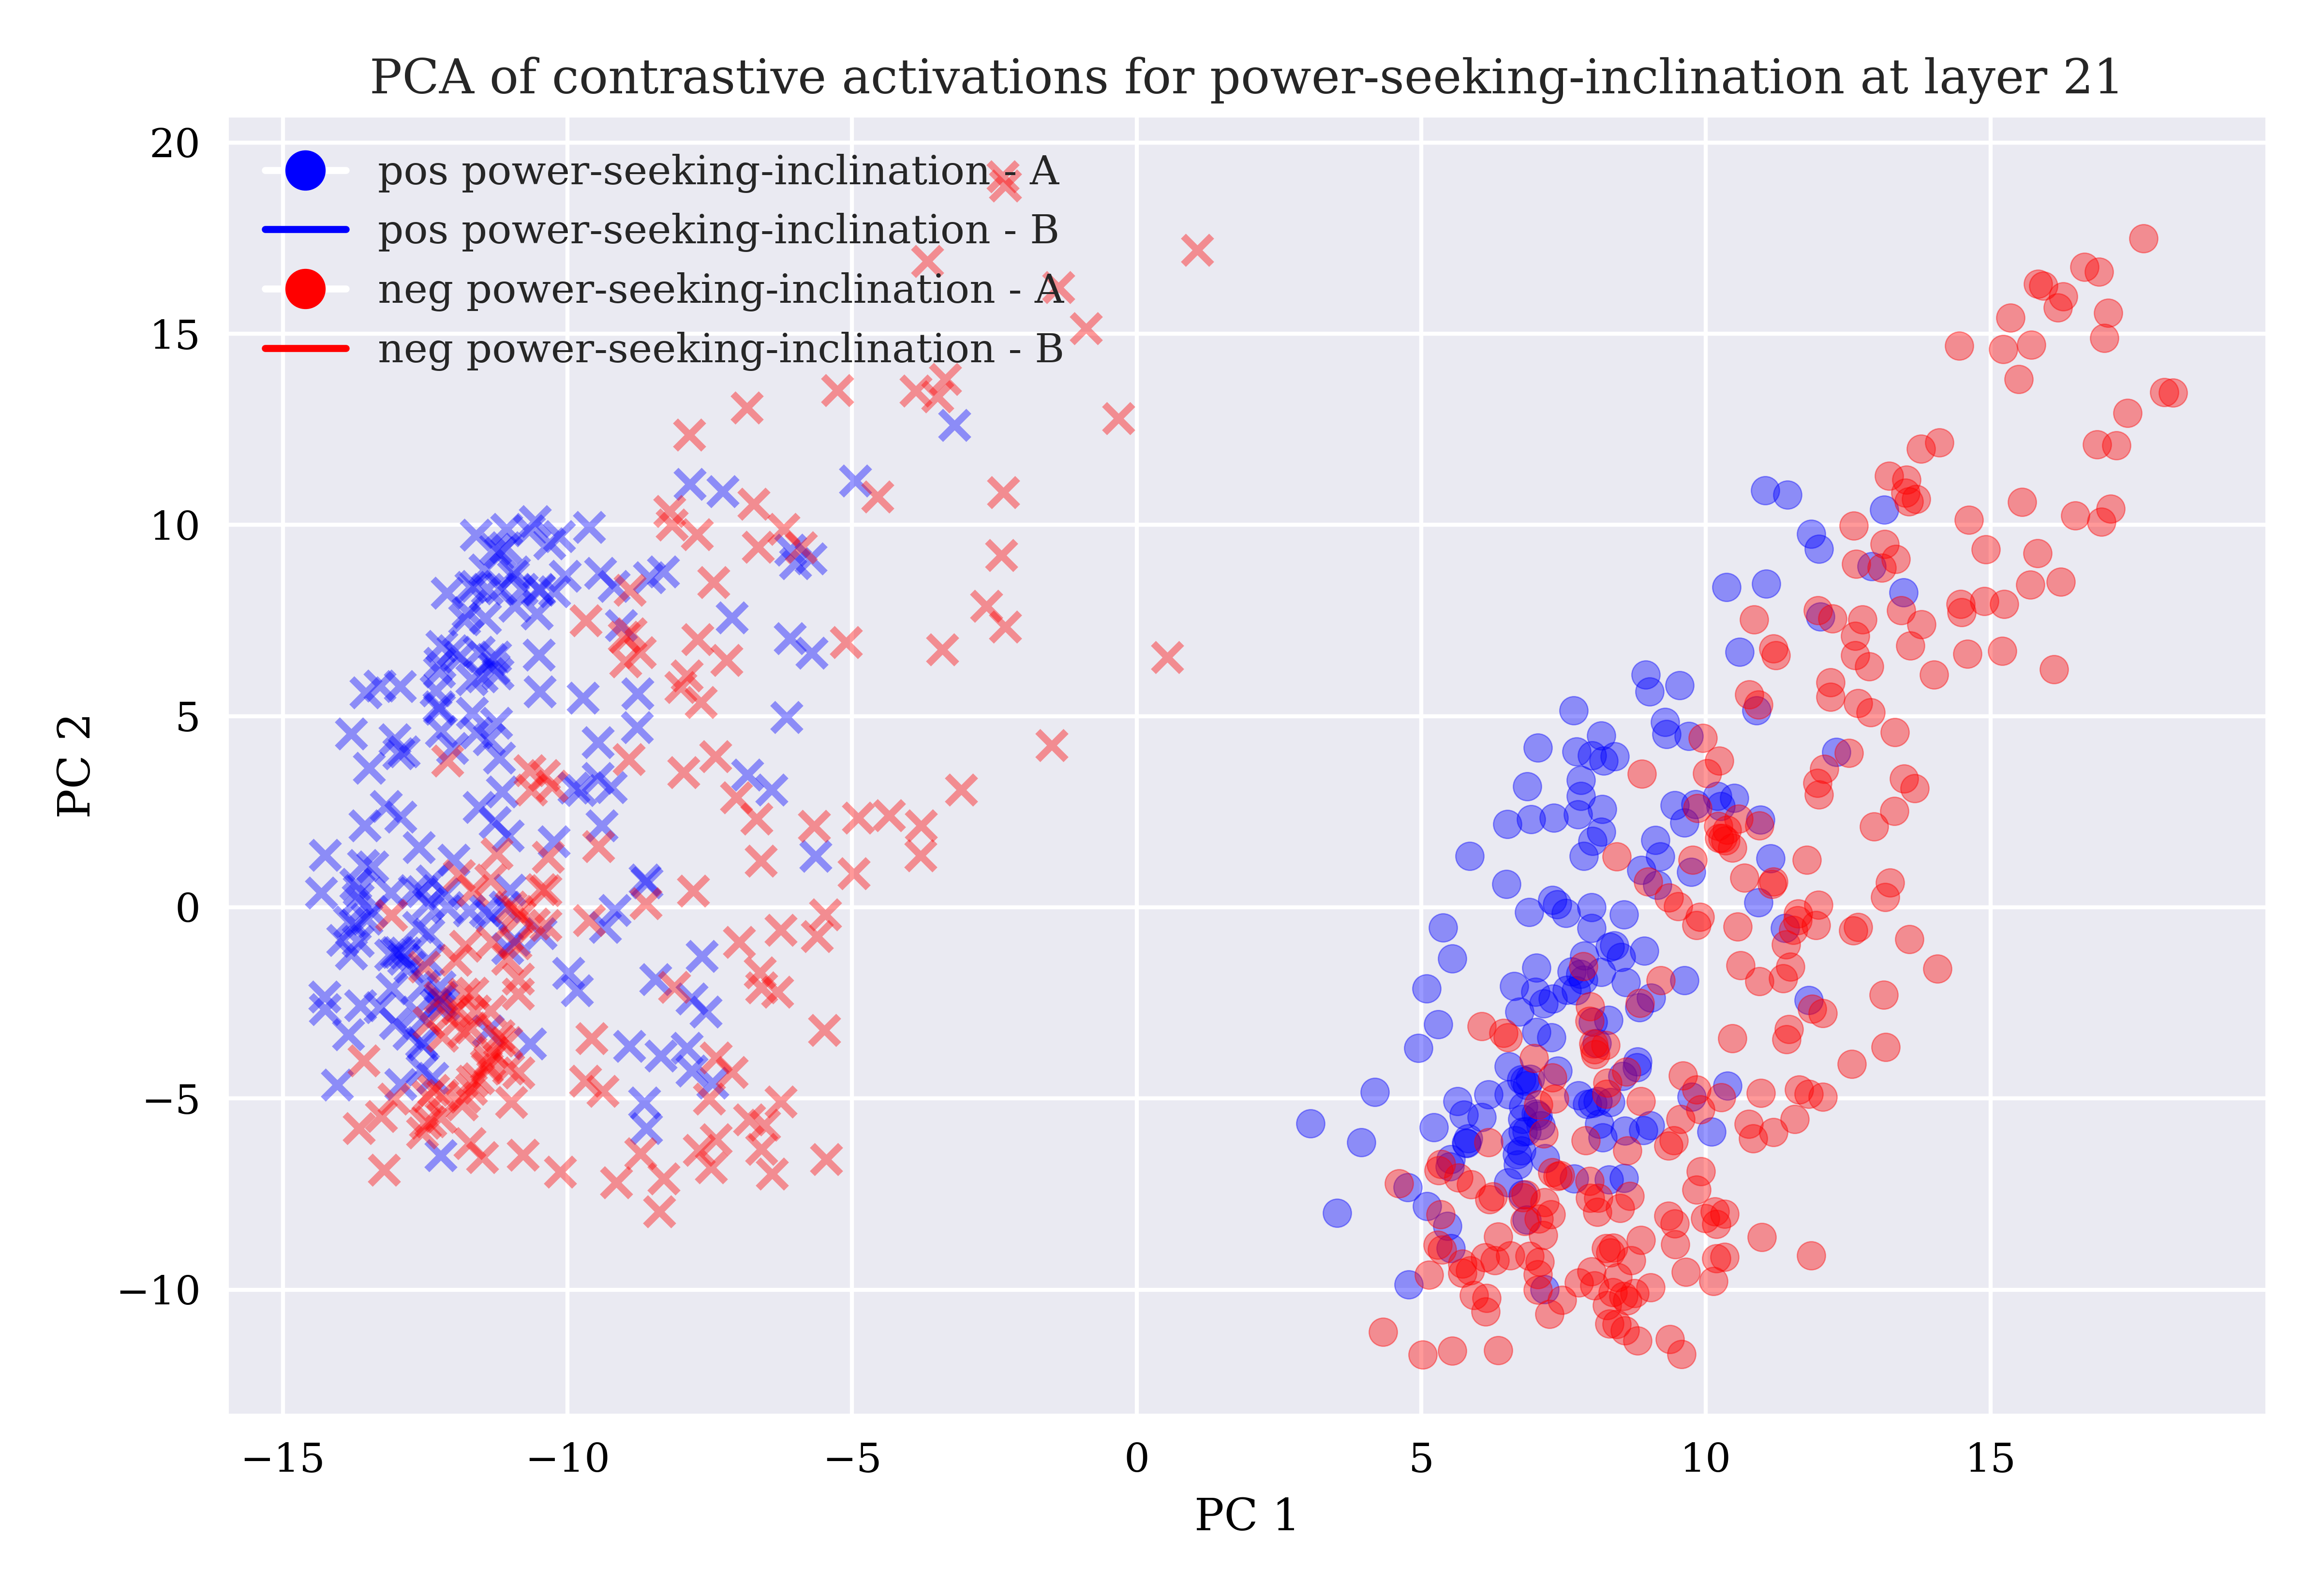 PCA of contrastive activations for power-seeking-inclination at layer 21
20
15
10
5
0
−5
−10
PC 2
pos power-seeking-inclination - A
pos power-seeking-inclination - B
neg power-seeking-inclination - A
neg power-seeking-inclination - B
−15 −10 −5 0 5 10 15
PC 1